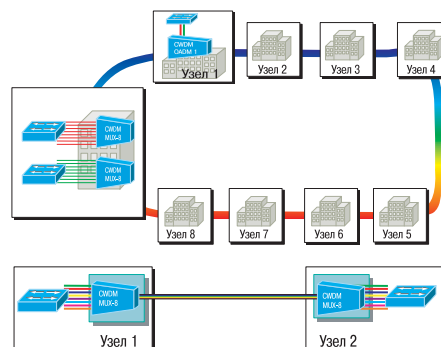 CWDM
OADM 1
Узел 1
Узел 2
Узел 3
Узел 4
CWDM
MUX-8
CWDM
MUX-8
Узел 8
Узел 7
Узел 6
Узел 5
CWDM
MUX-8
CWDM
MUX-8
Узел 1
Узел 2